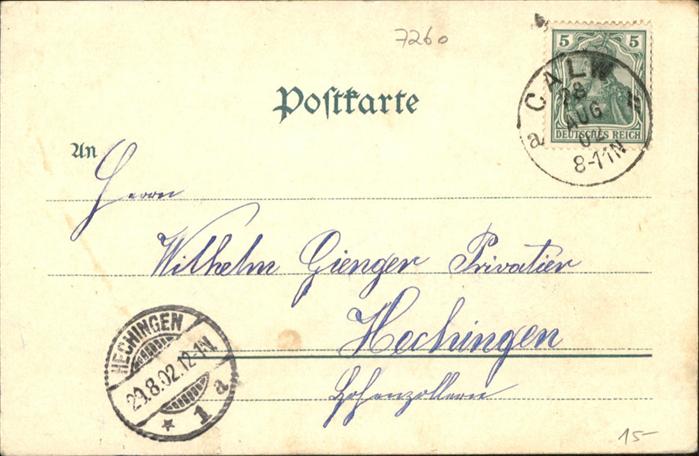 7260
5 5
DEUTSCHES REICH
CALW
28
AUG
02
8-11N
a
Postkarte
An
Herrn
Wilhelm Gienger Privatier
Hechingen
Hohenzollern
HECHINGEN
29.8.02.12-1N
* 1 a
15-